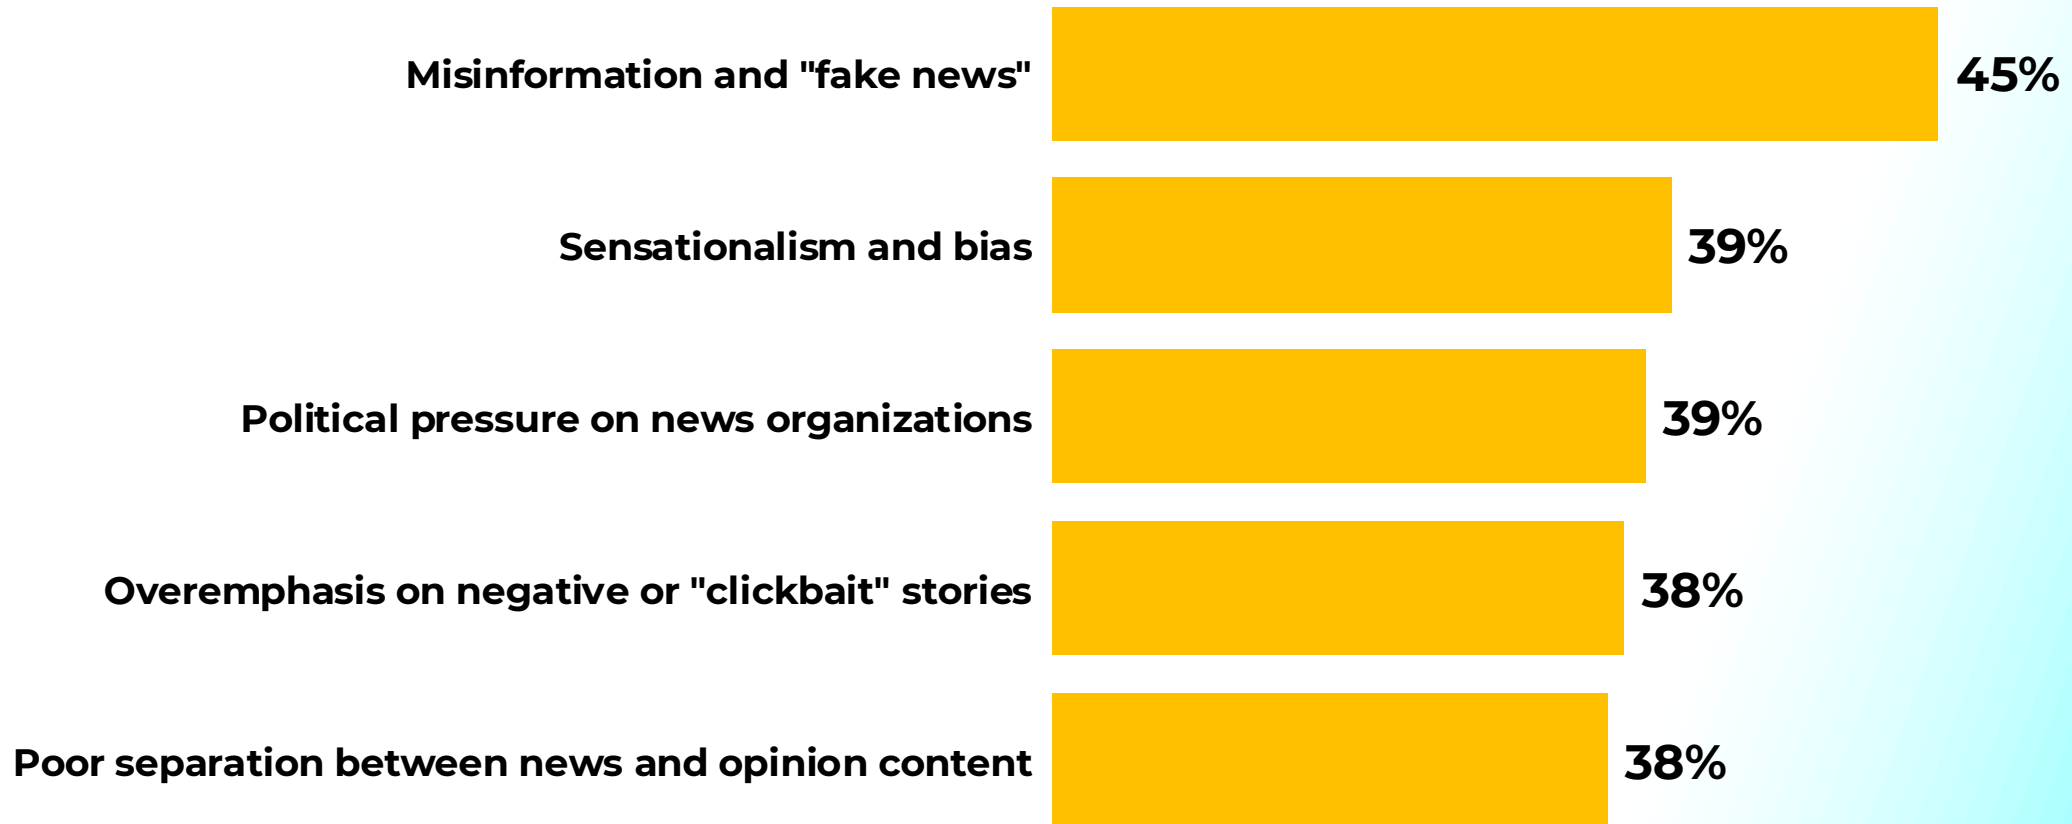 Misinformation and "fake news" 45%
Sensationalism and bias 39%
Political pressure on news organizations 39%
Overemphasis on negative or "clickbait" stories 38%
Poor separation between news and opinion content 38%